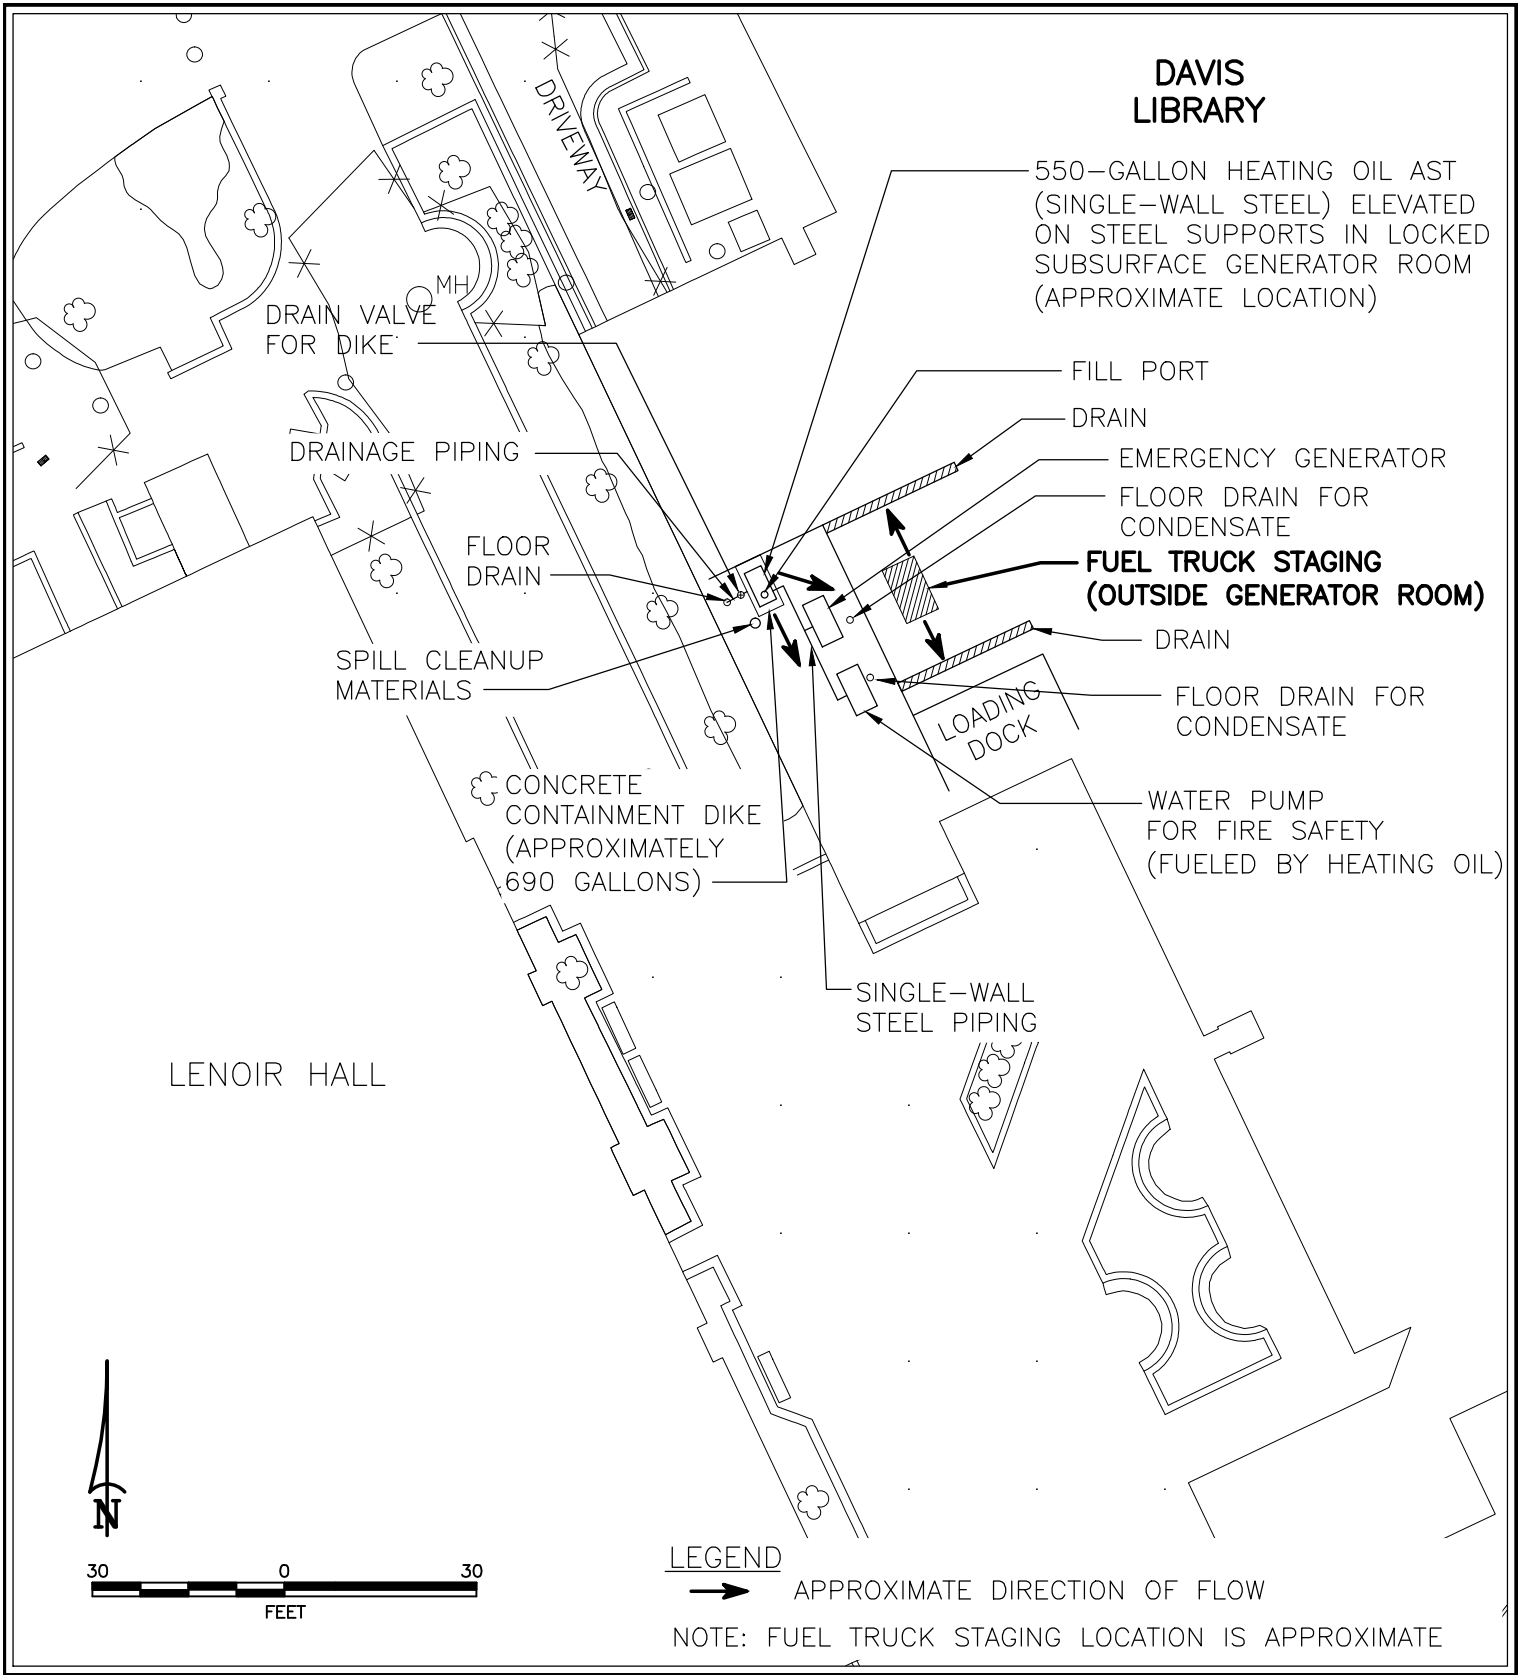 DAVIS
LIBRARY
DRIVEWAY
550-GALLON HEATING OIL AST
(SINGLE-WALL STEEL) ELEVATED
ON STEEL SUPPORTS IN LOCKED
SUBSURFACE GENERATOR ROOM
(APPROXIMATE LOCATION)
MH
DRAIN VALVE
FOR DIKE
FILL PORT
DRAIN
DRAINAGE PIPING
EMERGENCY GENERATOR
FLOOR DRAIN FOR
CONDENSATE
FLOOR
DRAIN
FUEL TRUCK STAGING
(OUTSIDE GENERATOR ROOM)
DRAIN
SPILL CLEANUP
MATERIALS
FLOOR DRAIN FOR
CONDENSATE
LOADING
DOCK
CONCRETE
CONTAINMENT DIKE
(APPROXIMATELY
690 GALLONS)
WATER PUMP
FOR FIRE SAFETY
(FUELED BY HEATING OIL)
SINGLE-WALL
STEEL PIPING
LENOIR HALL
N
30 0 30
FEET
LEGEND
APPROXIMATE DIRECTION OF FLOW
NOTE: FUEL TRUCK STAGING LOCATION IS APPROXIMATE